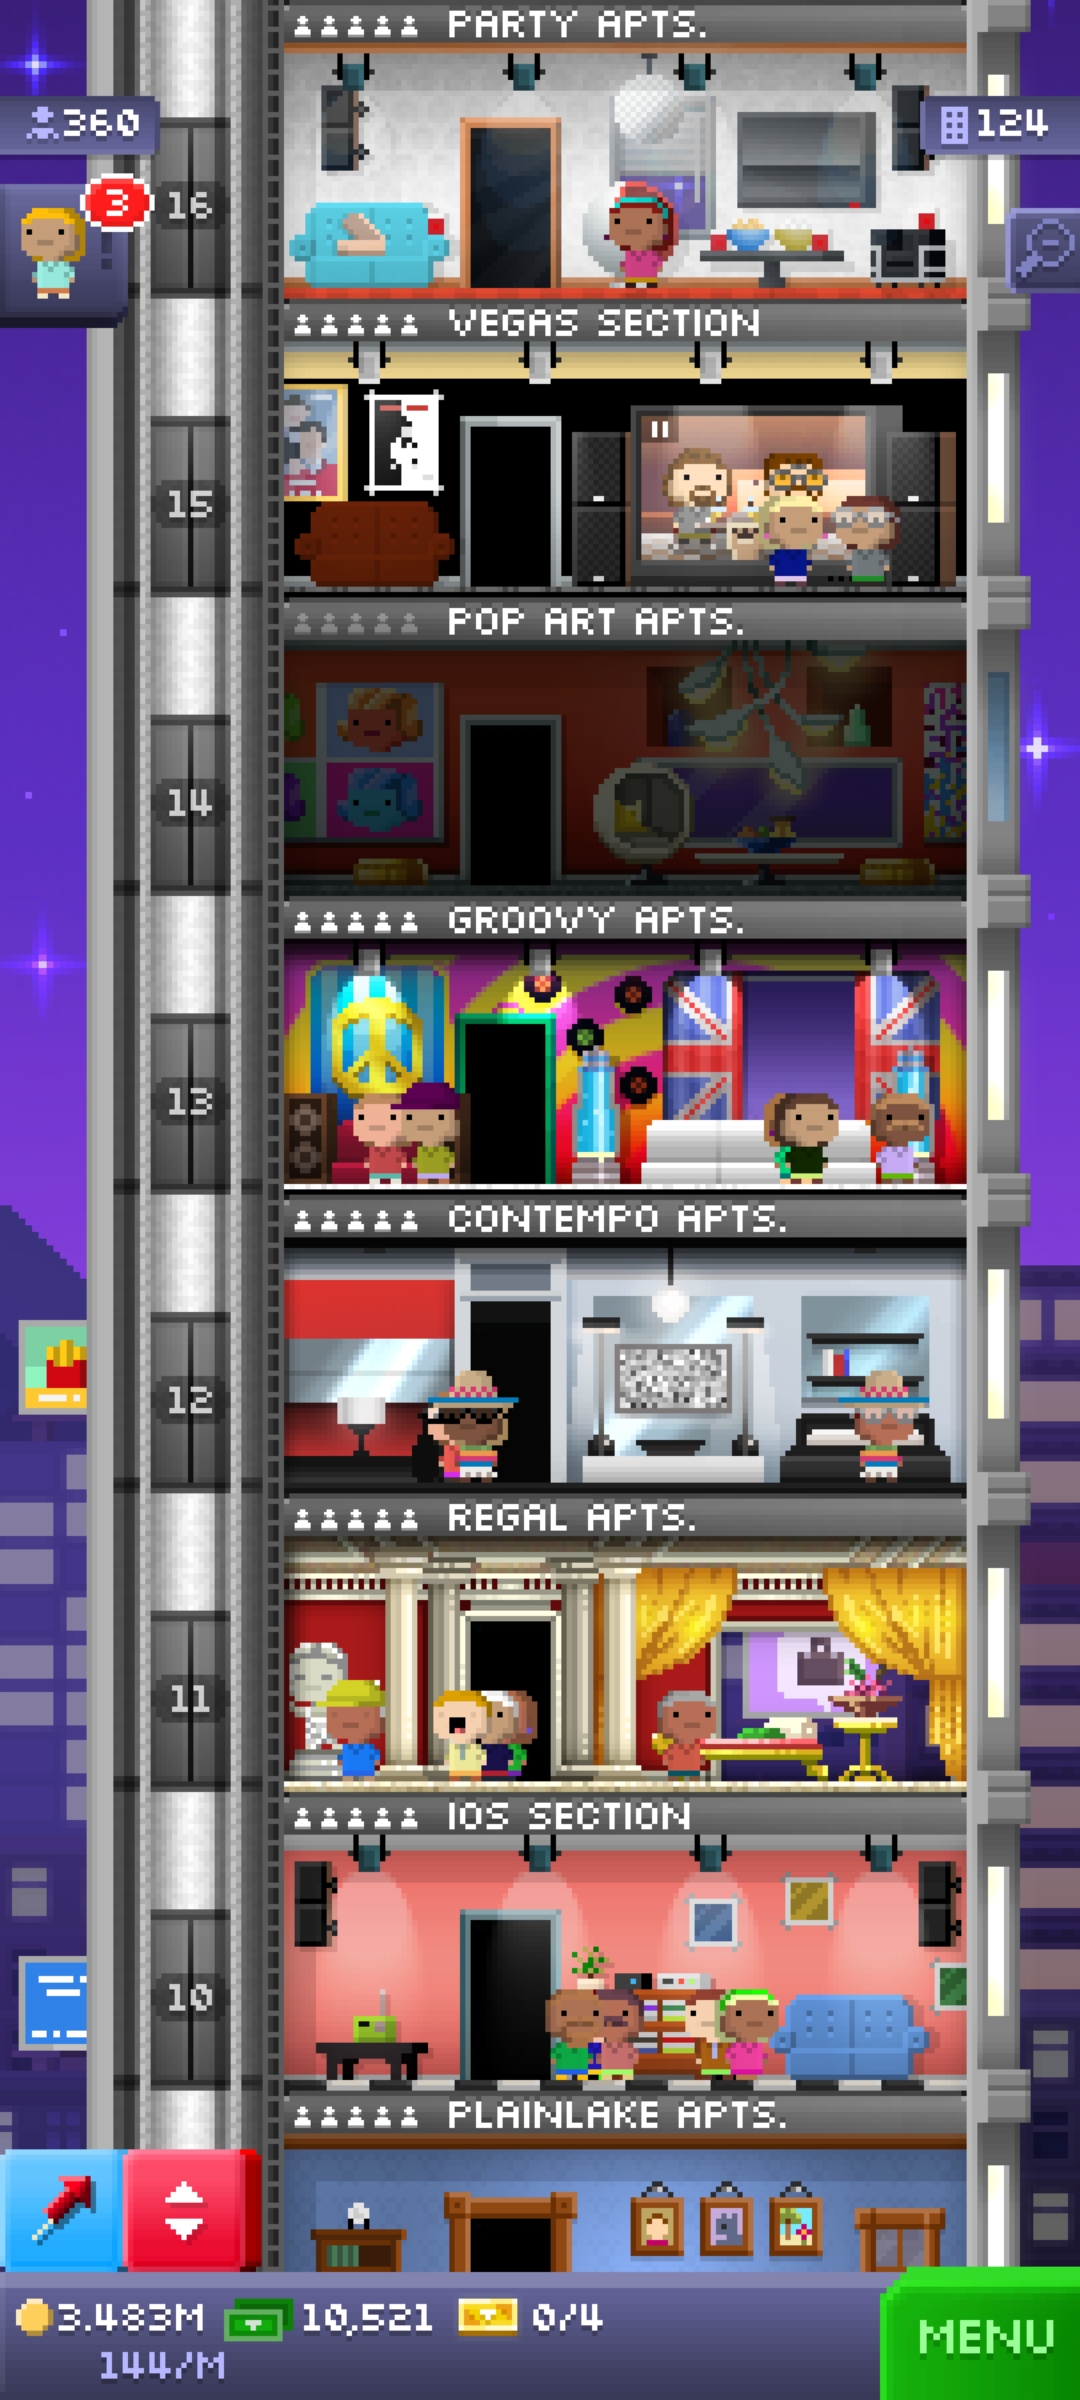 PARTY APTS.
360
124
3
16
VEGAS SECTION
15
POP ART APTS.
14
GROOVY APTS.
13
CONTEMPO APTS.
12
REGAL APTS.
11
IOS SECTION
10
PLAINLAKE APTS.
3.483M 10,521 0/4
144/M
MENU